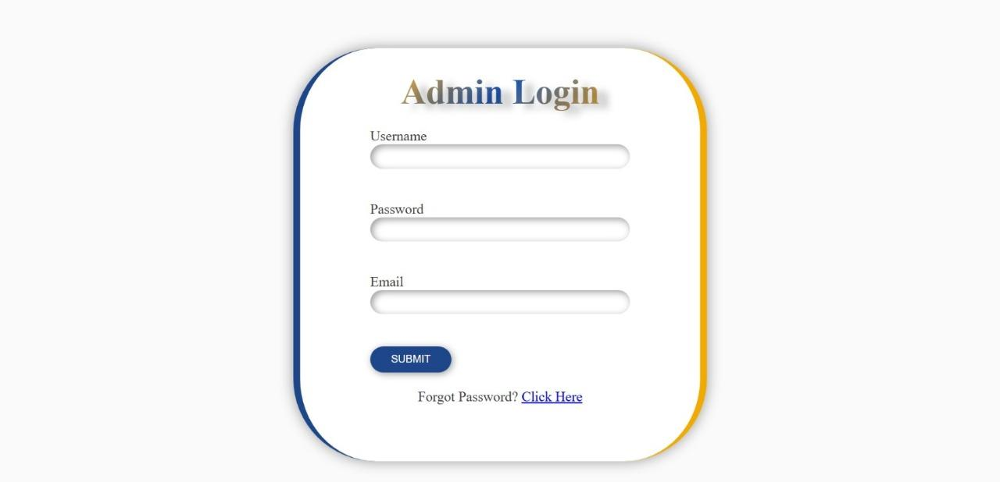 Admin Login
Username
Password
Email
SUBMIT
Forgot Password? Click Here